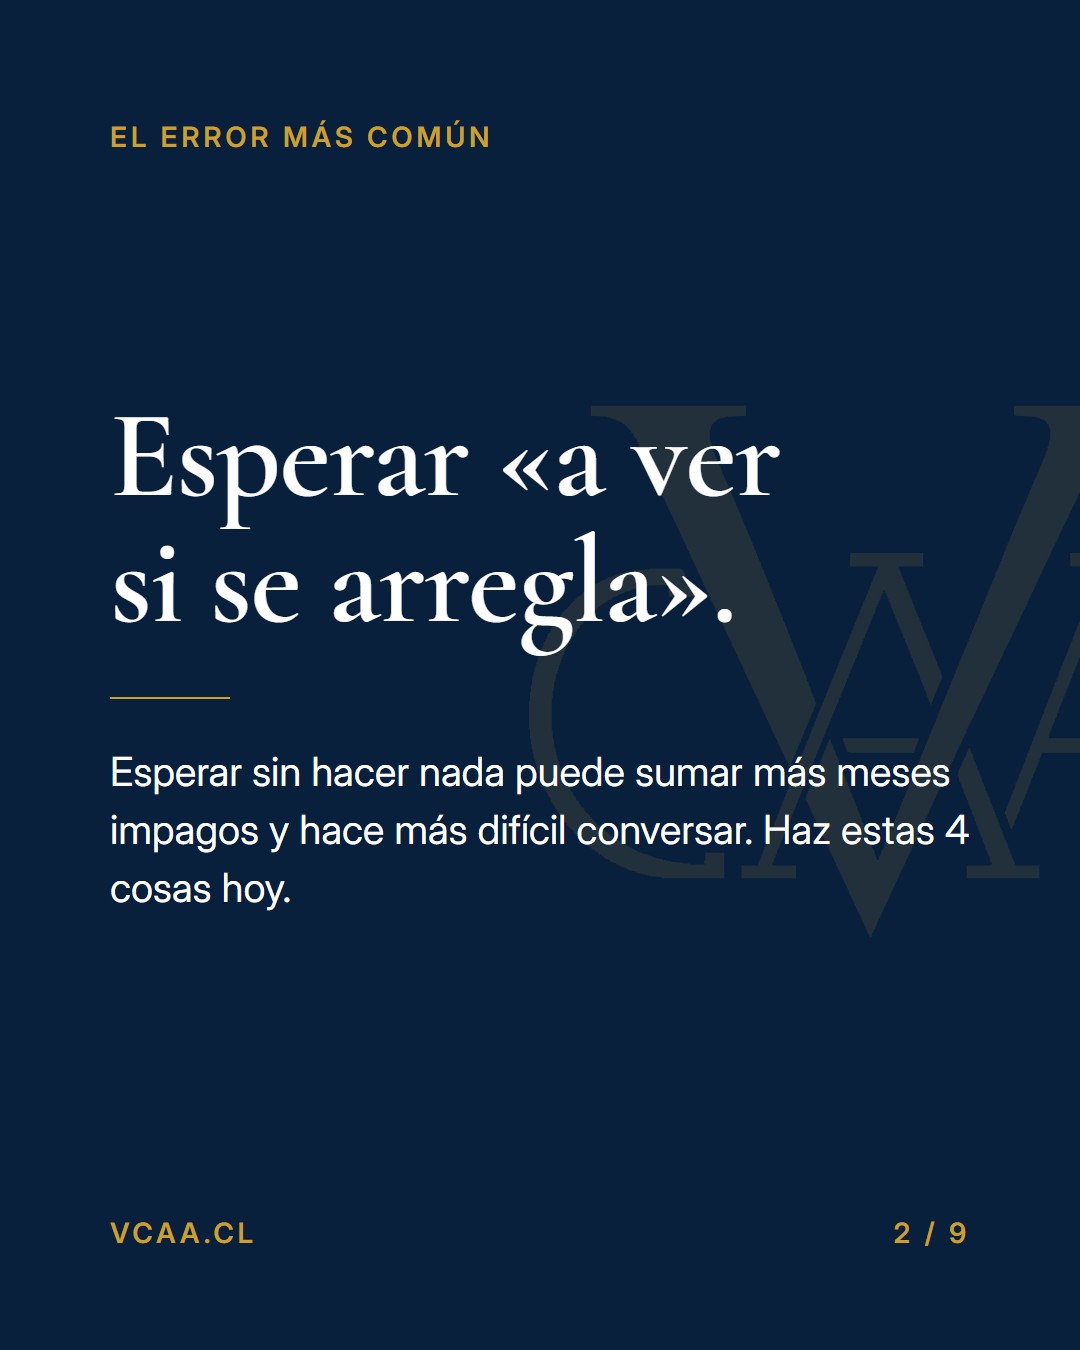 EL ERROR MÁS COMÚN
Esperar «a ver
si se arregla».
Esperar sin hacer nada puede sumar más meses
impagos y hace más difícil conversar. Haz estas 4
cosas hoy.
VCAA.CL
2 / 9